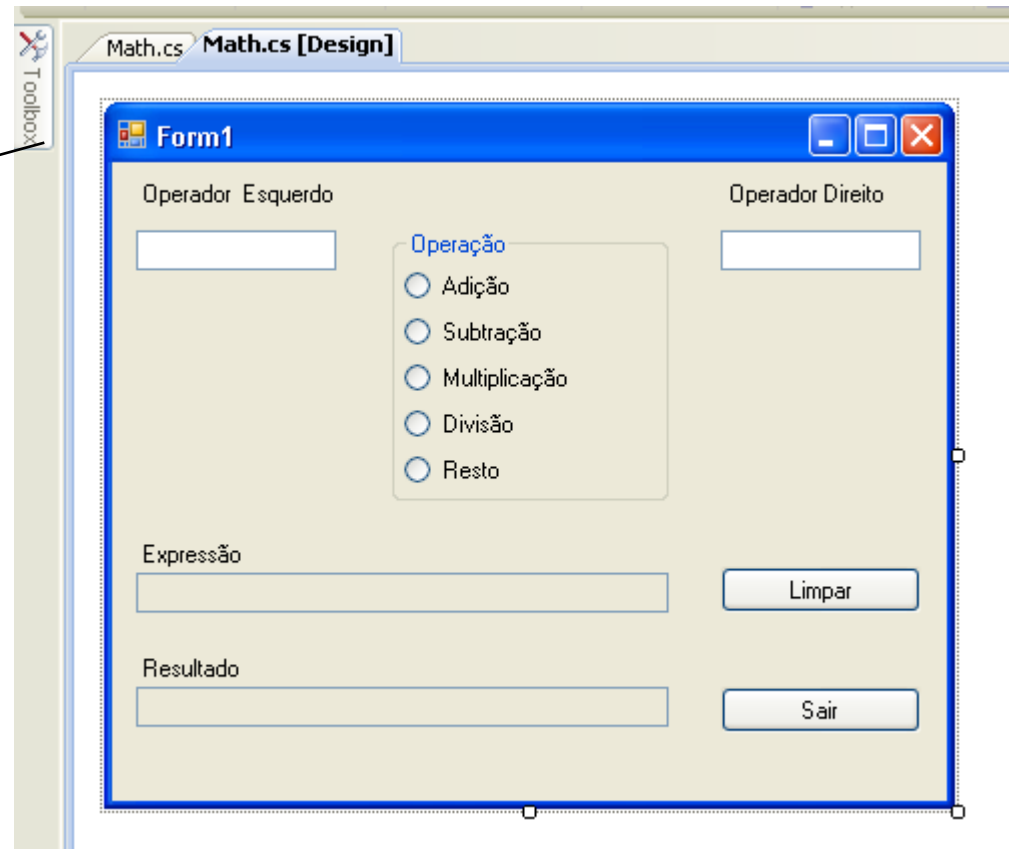 Math.cs
Math.cs [Design]
Toolbox
Form1
Operador Esquerdo
Operador Direito
Operação
Adição
Subtração
Multiplicação
Divisão
Resto
Expressão
Limpar
Resultado
Sair